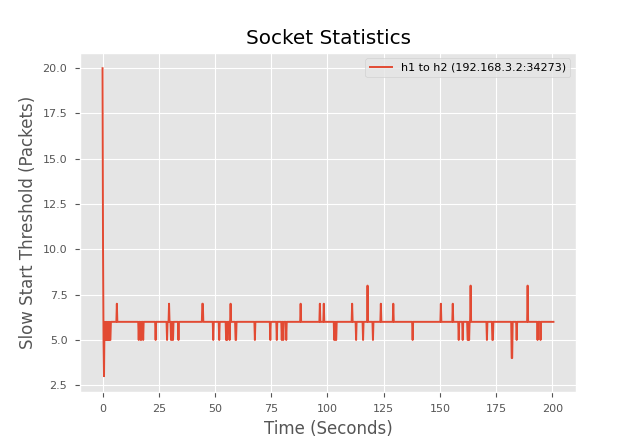 Socket Statistics
h1 to h2 (192.168.3.2:34273)
Slow Start Threshold (Packets)
20.0
17.5
15.0
12.5
10.0
7.5
5.0
2.5
0 25 50 75 100 125 150 175 200
Time (Seconds)